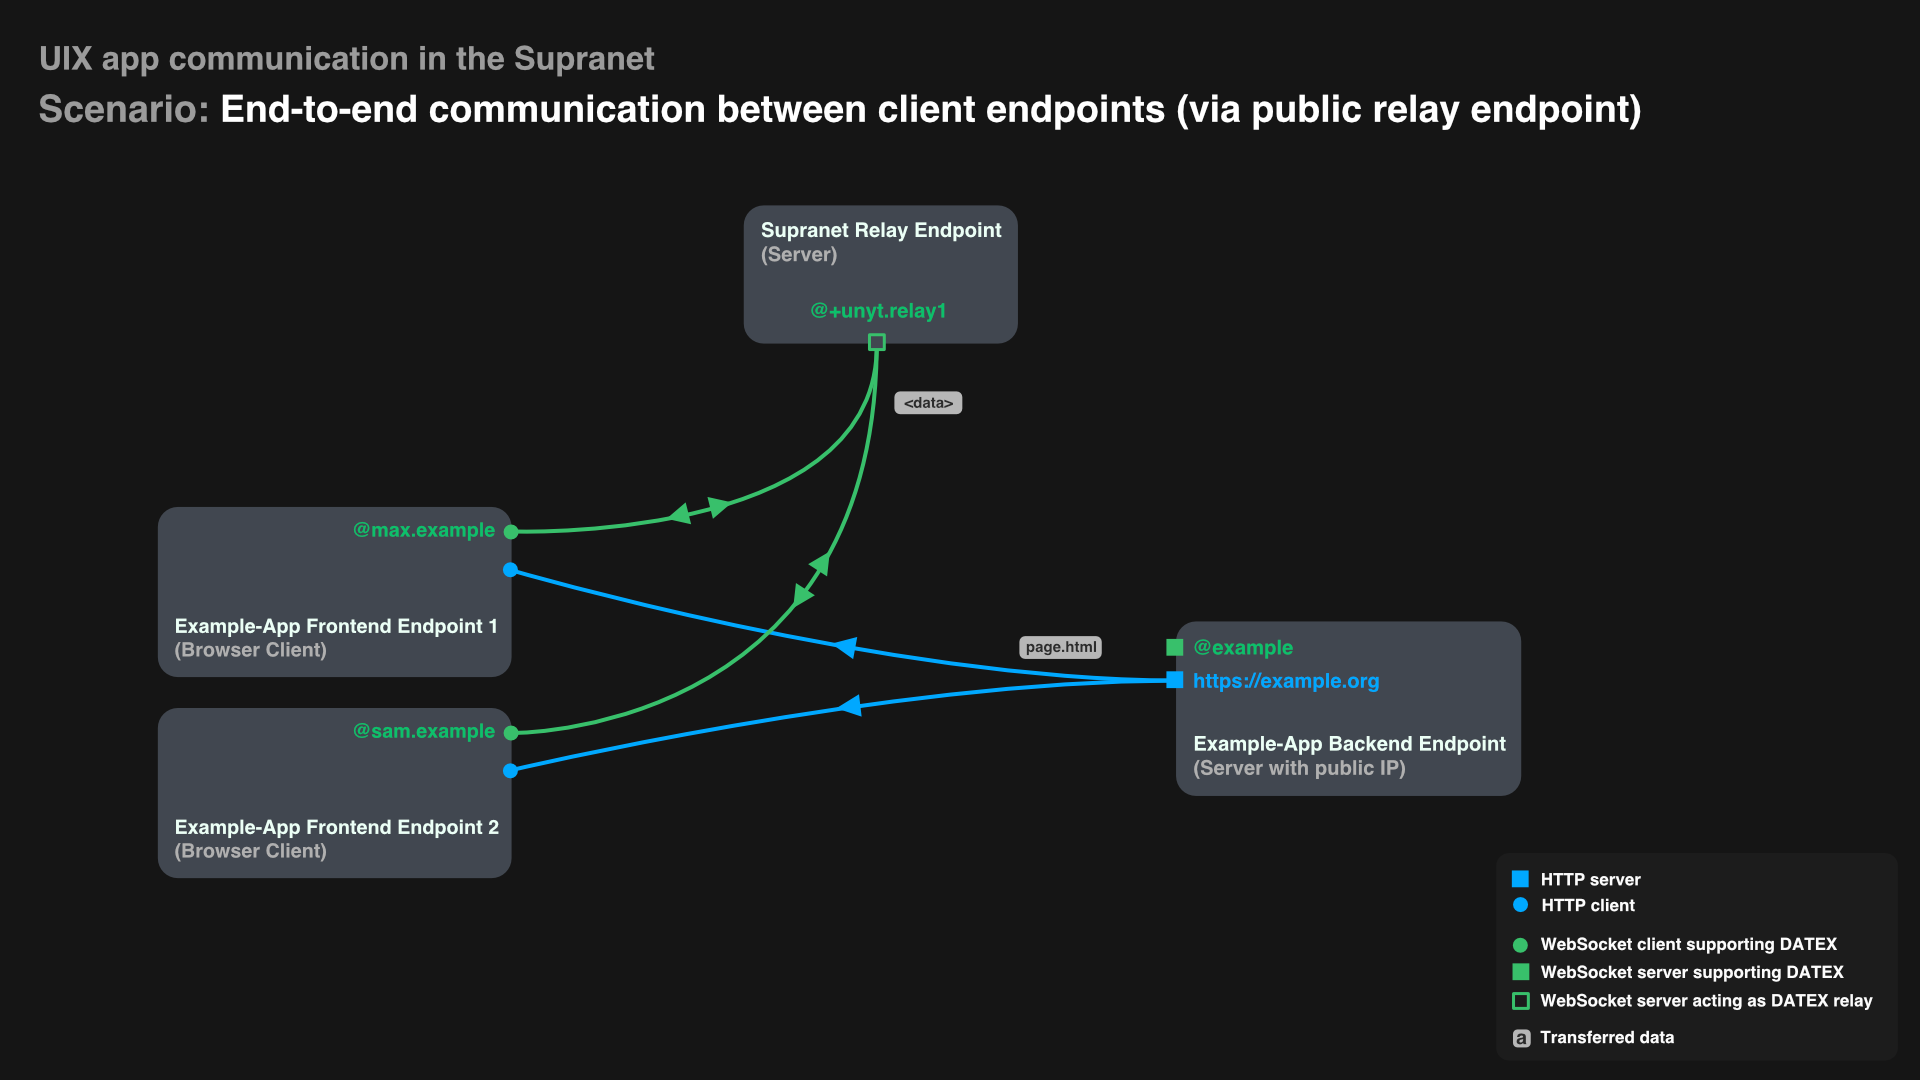 UIX app communication in the Supranet
Scenario: End-to-end communication between client endpoints (via public relay endpoint)
Supranet Relay Endpoint
(Server)
@+unyt.relay1
<data>
@max.example
Example-App Frontend Endpoint 1
(Browser Client)
page.html
@example
https://example.org
Example-App Backend Endpoint
(Server with public IP)
@sam.example
Example-App Frontend Endpoint 2
(Browser Client)
HTTP server
HTTP client
WebSocket client supporting DATEX
WebSocket server supporting DATEX
WebSocket server acting as DATEX relay
a Transferred data